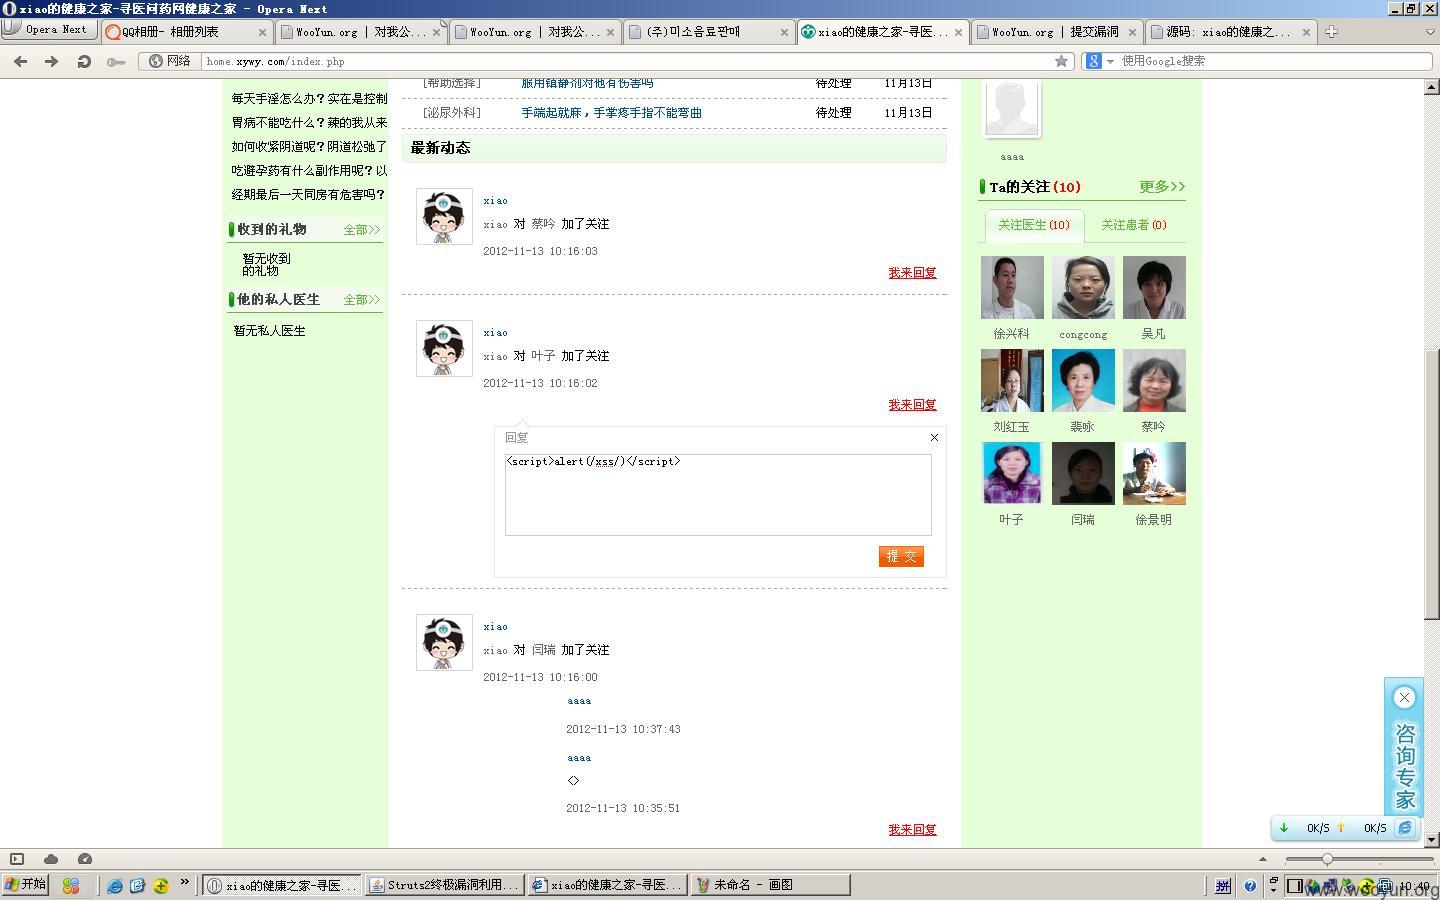 xiao的健康之家-寻医问药网健康之家 - Opera Next
Opera Next
QQ相册- 相册列表
WooYun.org | 对我公...
WooYun.org | 对我公...
(주)미소음료판매
xiao的健康之家-寻医...
WooYun.org | 提交漏洞
源码: xiao的健康之...
网络
home.xywy.com/index.php
使用Google搜索
每天手淫怎么办？实在是控制
胃病不能吃什么？辣的我从来
如何收紧阴道呢？阴道松弛了
吃避孕药有什么副作用呢？以
经期最后一天同房有危害吗？
收到的礼物 全部>>
暂无收到
的礼物
他的私人医生 全部>>
暂无私人医生
[帮助选择] 服用镇静剂对他有伤害吗 待处理 11月13日
[泌尿外科] 手端起就麻，手掌疼手指不能弯曲 待处理 11月13日
最新动态
xiao
xiao 对 蔡吟 加了关注
2012-11-13 10:16:03
我来回复
xiao
xiao 对 叶子 加了关注
2012-11-13 10:16:02
我来回复
回复
<script>alert(/xss/)</script>
提 交
xiao
xiao 对 闫瑞 加了关注
2012-11-13 10:16:00
aaaa
2012-11-13 10:37:43
aaaa
<>
2012-11-13 10:35:51
我来回复
aaaa
Ta的关注(10) 更多>>
关注医生(10) 关注患者(0)
徐兴科 congcong 吴凡
刘红玉 裴咏 蔡吟
叶子 闫瑞 徐景明
咨询专家
0K/S 0K/S
开始
xiao的健康之家-寻医...
Struts2终极漏洞利用...
xiao的健康之家-寻医...
未命名 - 画图
拼
10:40
www.wooyun.org